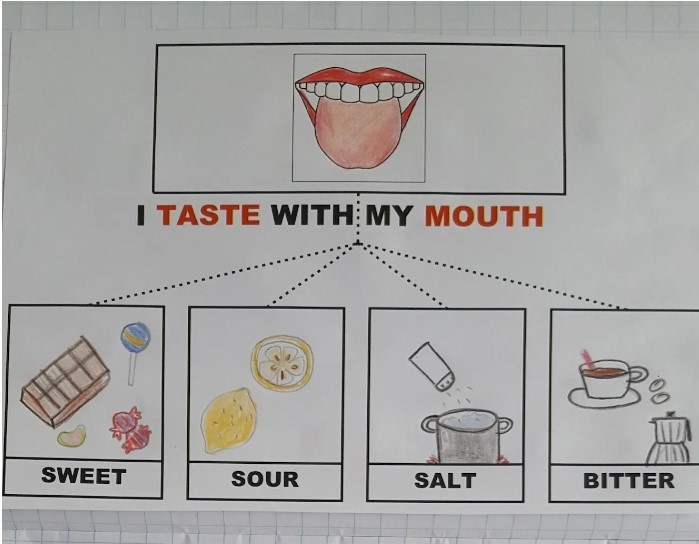 I TASTE WITH MY MOUTH
SWEET
SOUR
SALT
BITTER